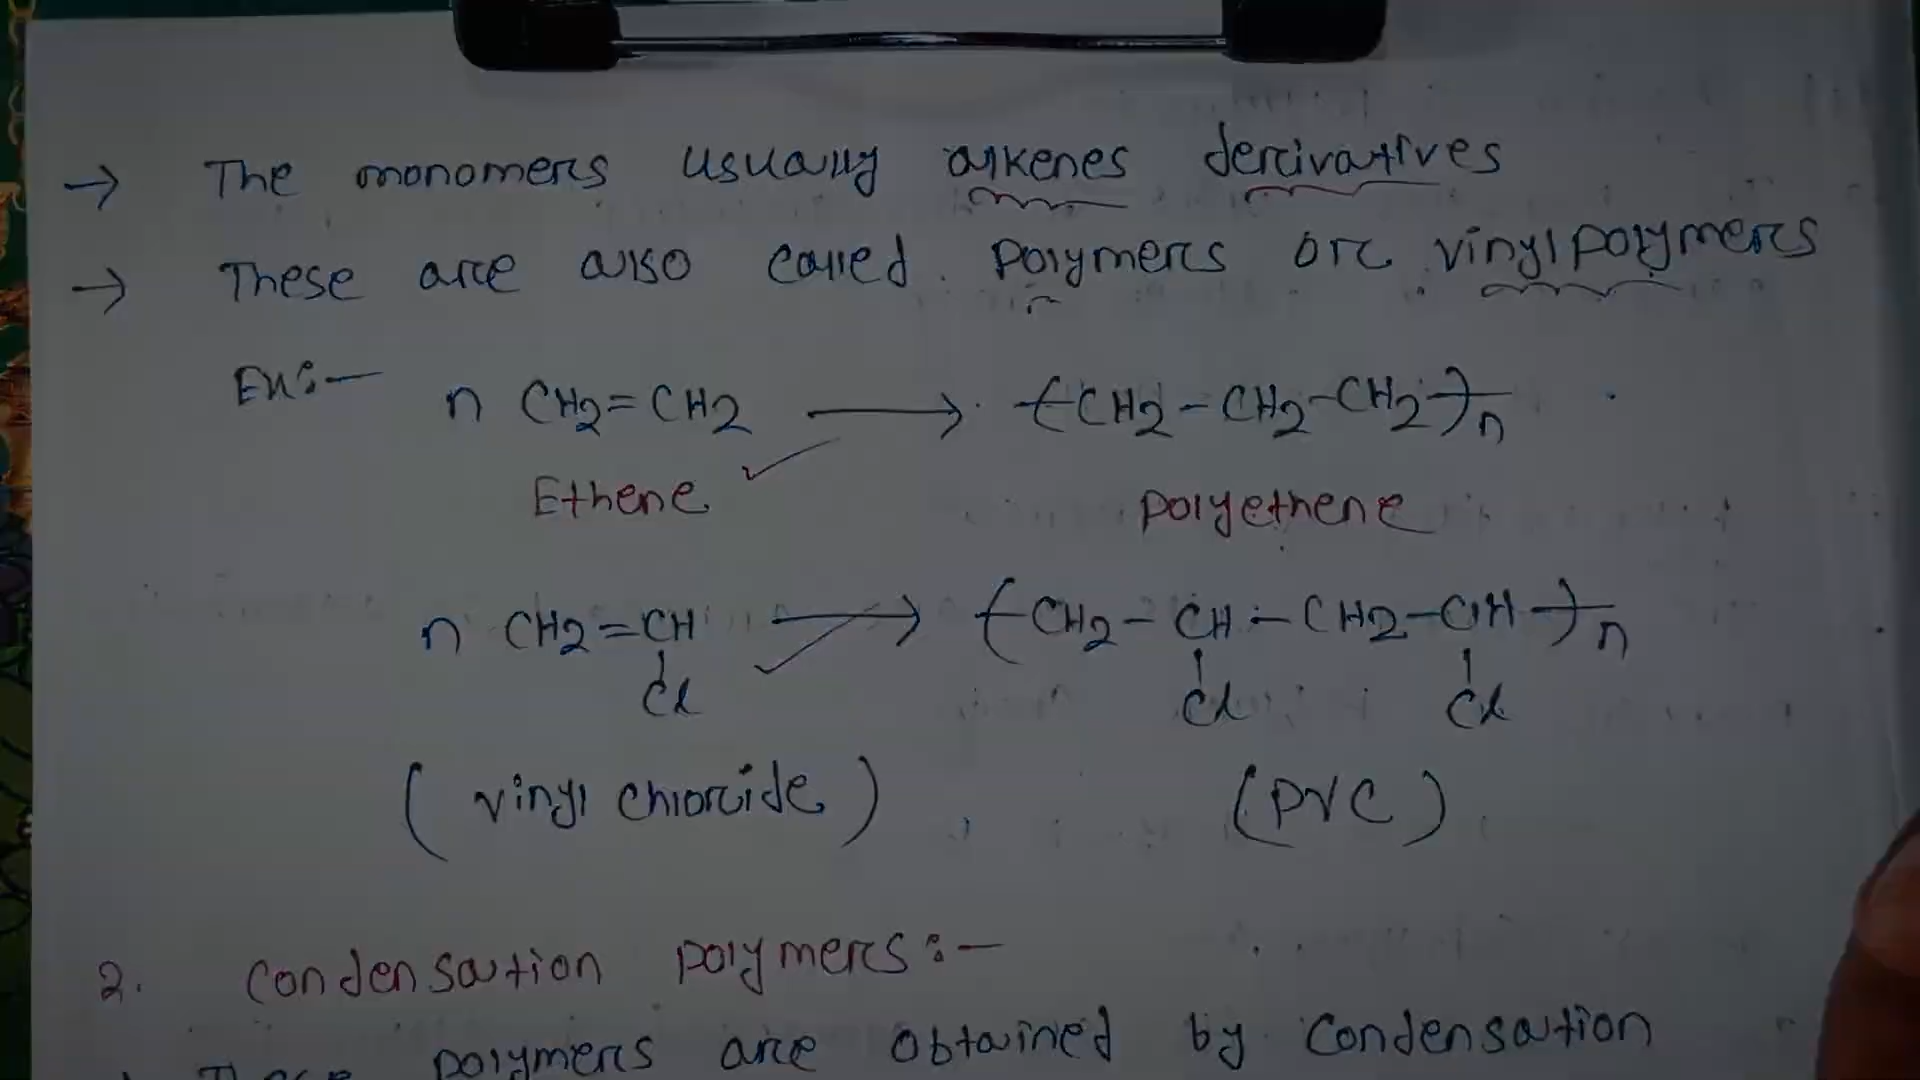 → The monomers usually alkenes derivatives
→ These are also called polymers or vinyl polymers
Ex:- n CH2=CH2 → -(CH2-CH2-CH2-)n
Ethene polyethene
n CH2=CH → -(CH2-CH-CH2-CH-)n
Cl Cl Cl
(vinyl chloride) (PVC)
2. Condensation polymers:-
These polymers are obtained by condensation